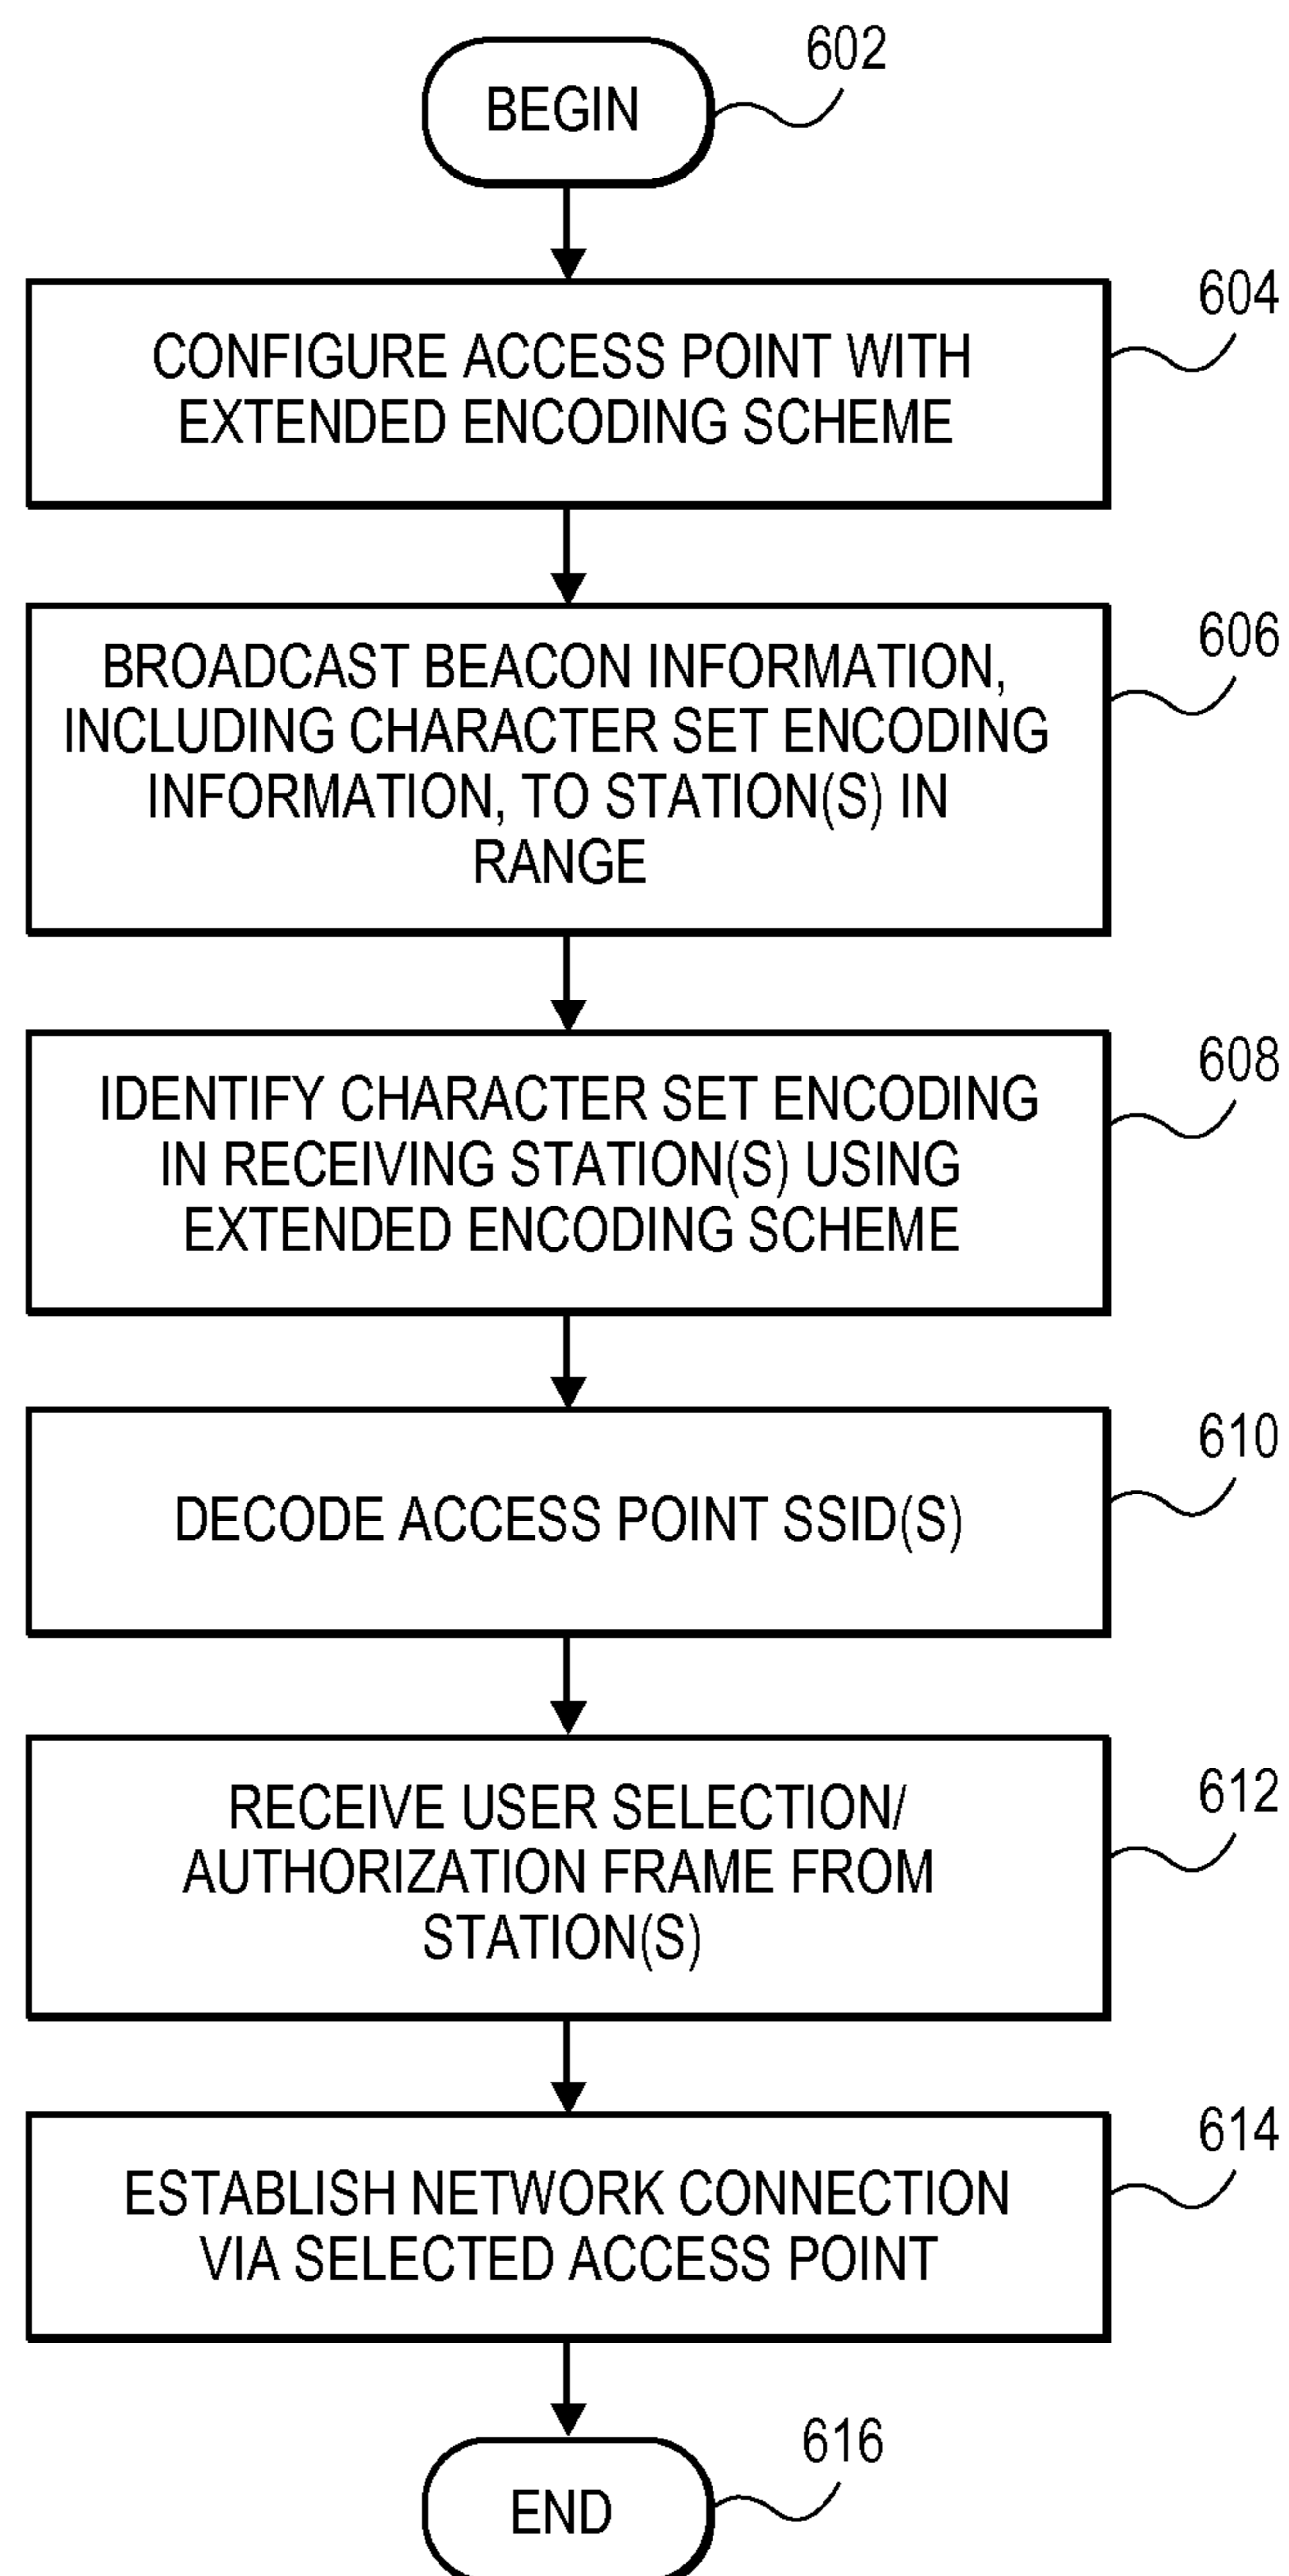 602
BEGIN
604
CONFIGURE ACCESS POINT WITH
EXTENDED ENCODING SCHEME
606
BROADCAST BEACON INFORMATION,
INCLUDING CHARACTER SET ENCODING
INFORMATION, TO STATION(S) IN
RANGE
608
IDENTIFY CHARACTER SET ENCODING
IN RECEIVING STATION(S) USING
EXTENDED ENCODING SCHEME
610
DECODE ACCESS POINT SSID(S)
612
RECEIVE USER SELECTION/
AUTHORIZATION FRAME FROM
STATION(S)
614
ESTABLISH NETWORK CONNECTION
VIA SELECTED ACCESS POINT
616
END